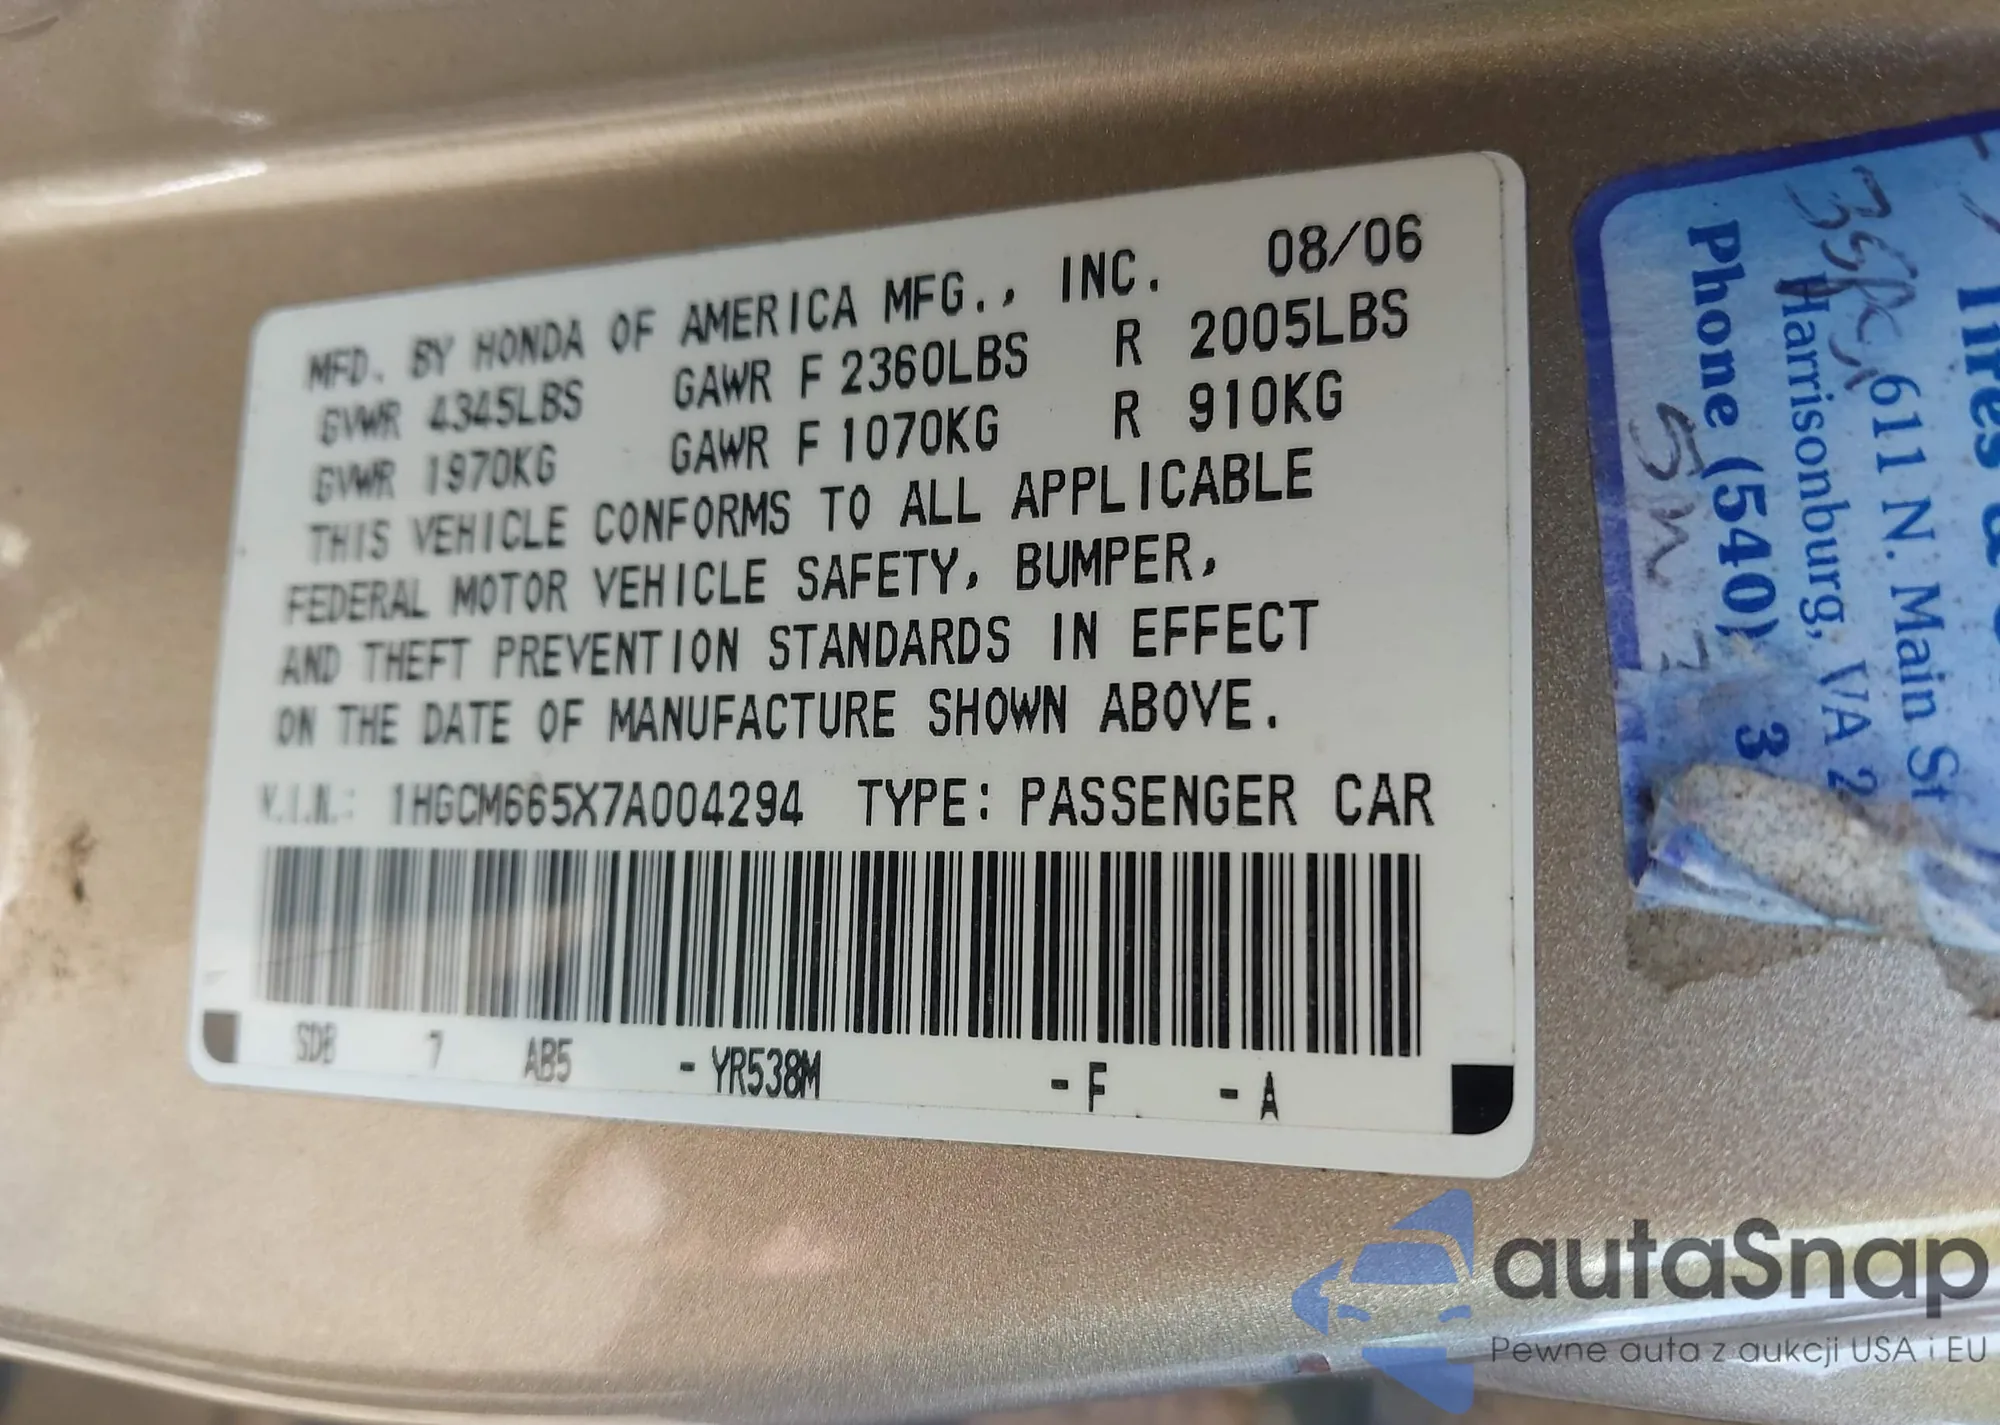 MFD. BY HONDA OF AMERICA MFG., INC. 08/06
GVWR 4345LBS GAWR F 2360LBS R 2005LBS
GVWR 1970KG GAWR F 1070KG R 910KG
THIS VEHICLE CONFORMS TO ALL APPLICABLE
FEDERAL MOTOR VEHICLE SAFETY, BUMPER,
AND THEFT PREVENTION STANDARDS IN EFFECT
ON THE DATE OF MANUFACTURE SHOWN ABOVE.
V.I.N.: 1HGCM665X7A004294 TYPE: PASSENGER CAR
SDB 7 AB5 - YR538M - F - A
611 N. Main St
Harrisonburg, VA 2
Phone (540) 3
autaSnap
Pewne auta z aukcji USA i EU